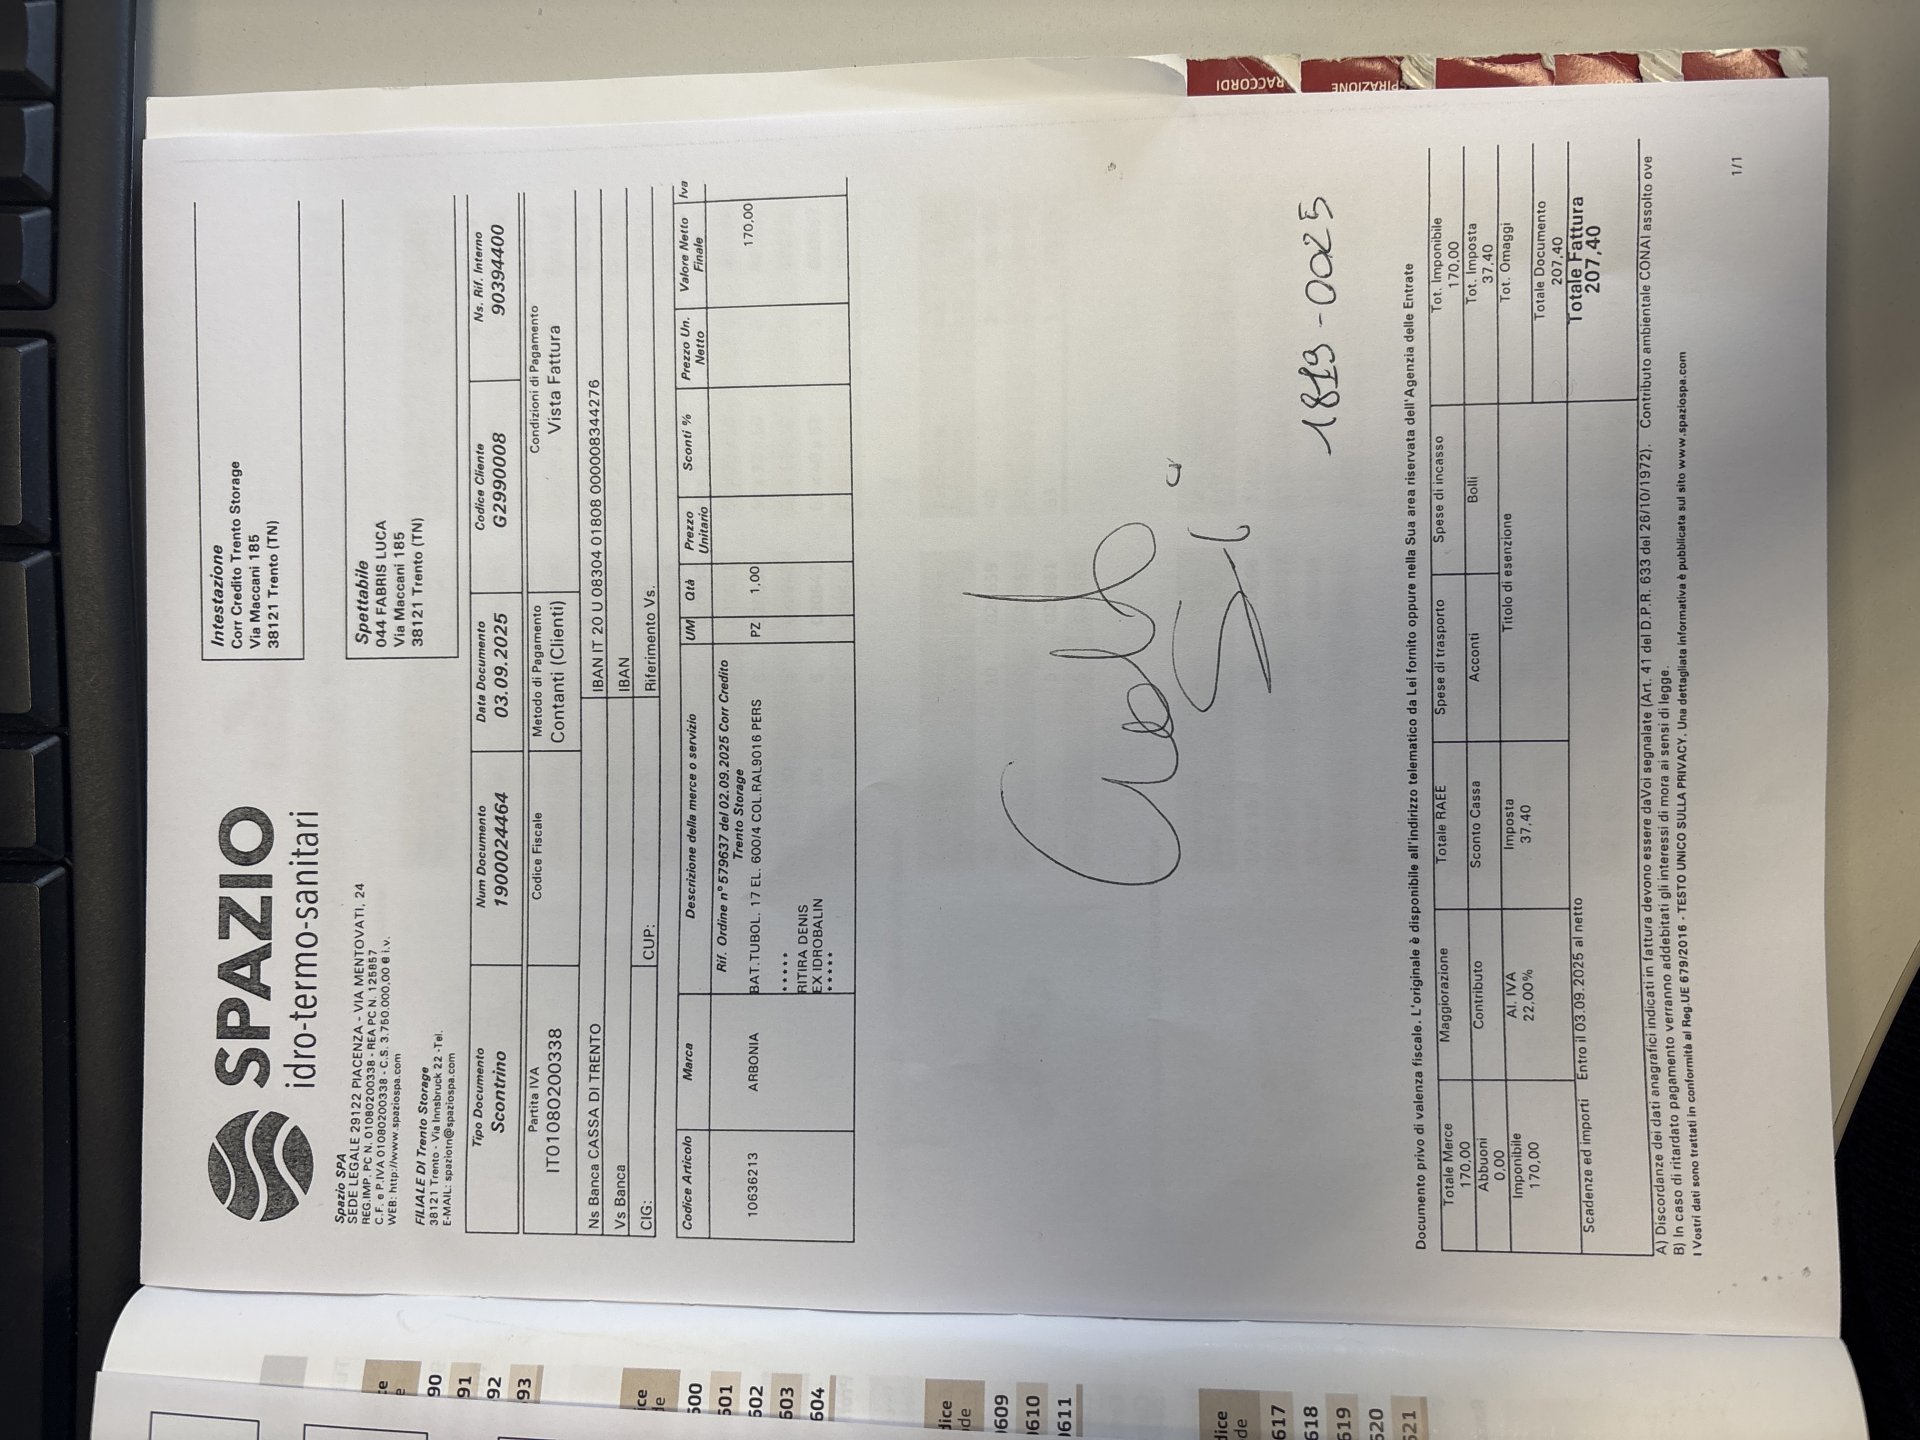 SPAZIO
idro-termo-sanitari
Intestazione
Corr Credito Trento Storage
Via Maccani 185
38121 Trento (TN)
Spazio SPA
SEDE LEGALE 29122 PIACENZA - VIA MENTOVATI, 24
REG.IMP. PC N. 01080200338 - REA PC N. 125857
C.F. e P.IVA 01080200338 - C.S. 3.750.000,00 @ i.v.
WEB: http://www.spaziospa.com
Spettabile
044 FABRIS LUCA
Via Maccani 185
38121 Trento (TN)
FILIALE DI Trento Storage
38121 Trento - Via Innsbruck 22 -Tel.
E-MAIL: spaziotn@spaziospa.com
Tipo Documento Num Documento Data Documento Codice Cliente Ns. Rif. Interno
Scontrino 1900024464 03.09.2025 G2990008 90394400
Partita IVA Codice Fiscale Metodo di Pagamento Condizioni di Pagamento
IT01080200338 Contanti (Clienti) Vista Fattura
Ns Banca CASSA DI TRENTO IBAN IT 20 U 08304 01808 000008344276
Vs Banca IBAN
CIG: CUP: Riferimento Vs.
Codice Articolo Marca Descrizione della merce o servizio UM Qtà Prezzo Unitario Sconti % Prezzo Un. Netto Valore Netto Finale Iva
Rif. Ordine n°579637 del 02.09.2025 Corr Credito
Trento Storage
10636213 ARBONIA BAT.TUBOL. 17 EL. 600/4 COL.RAL9016 PERS PZ 1,00 170,00
*****
RITIRA DENIS
EX IDROBALIN
*****
1819-0025
Documento privo di valenza fiscale. L'originale è disponibile all'indirizzo telematico da Lei fornito oppure nella Sua area riservata dell'Agenzia delle Entrate
Totale Merce Maggiorazione Totale RAEE Spese di trasporto Spese di incasso Tot. Imponibile
170,00 170,00
Abbuoni Contributo Sconto Cassa Acconti Bolli Tot. Imposta
0,00 37,40
Imponibile Al. IVA Imposta Titolo di esenzione Tot. Omaggi
170,00 22,00% 37,40
Totale Documento
207,40
Scadenze ed importi Entro il 03.09.2025 al netto
Totale Fattura
207,40
A) Discordanze dei dati anagrafici indicati in fattura devono essere daVoi segnalate (Art. 41 del D.P.R. 633 del 26/10/1972). Contributo ambientale CONAI assolto ove
B) In caso di ritardato pagamento verranno addebitati gli interessi di mora ai sensi di legge.
I Vostri dati sono trattati in conformità al Reg.UE 679/2016 - TESTO UNICO SULLA PRIVACY. Una dettagliata informativa è pubblicata sul sito www.spaziospa.com
1/1
RACCORDI
90
91
92
93
600
601
602
603
604
0609
0610
0611
617
618
619
620
621